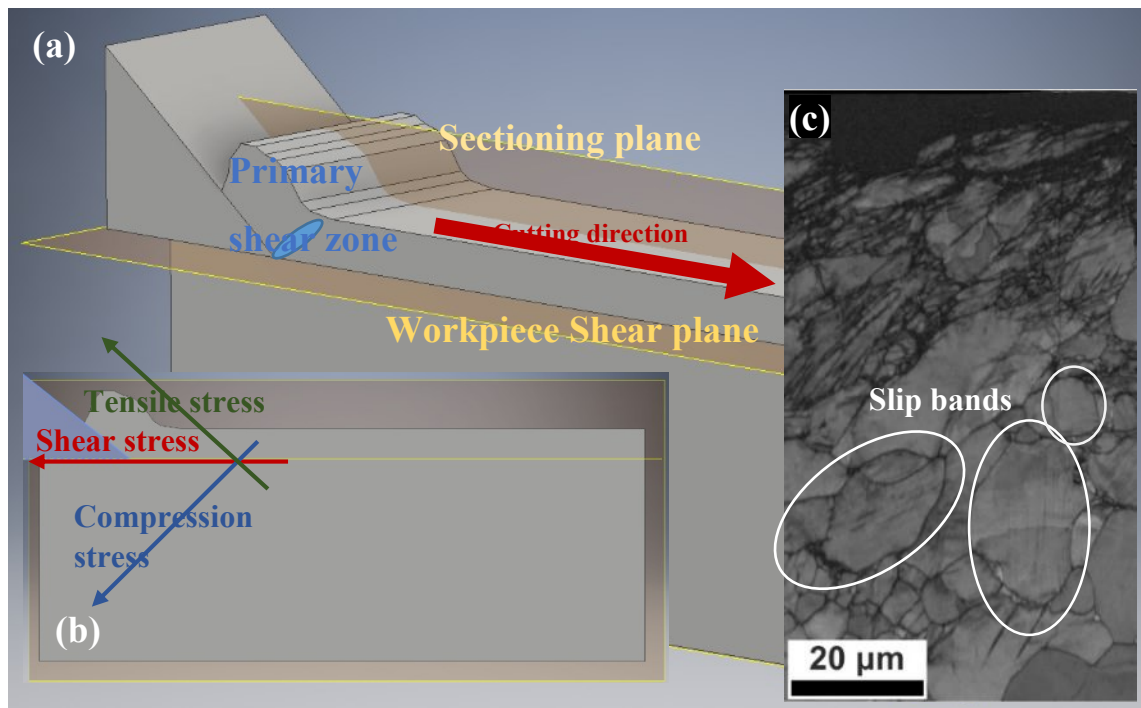 (a)
Sectioning plane
Primary
shear zone
Cutting direction
Workpiece Shear plane
Tensile stress
Shear stress
Compression
stress
(b)
(c)
Slip bands
20 µm